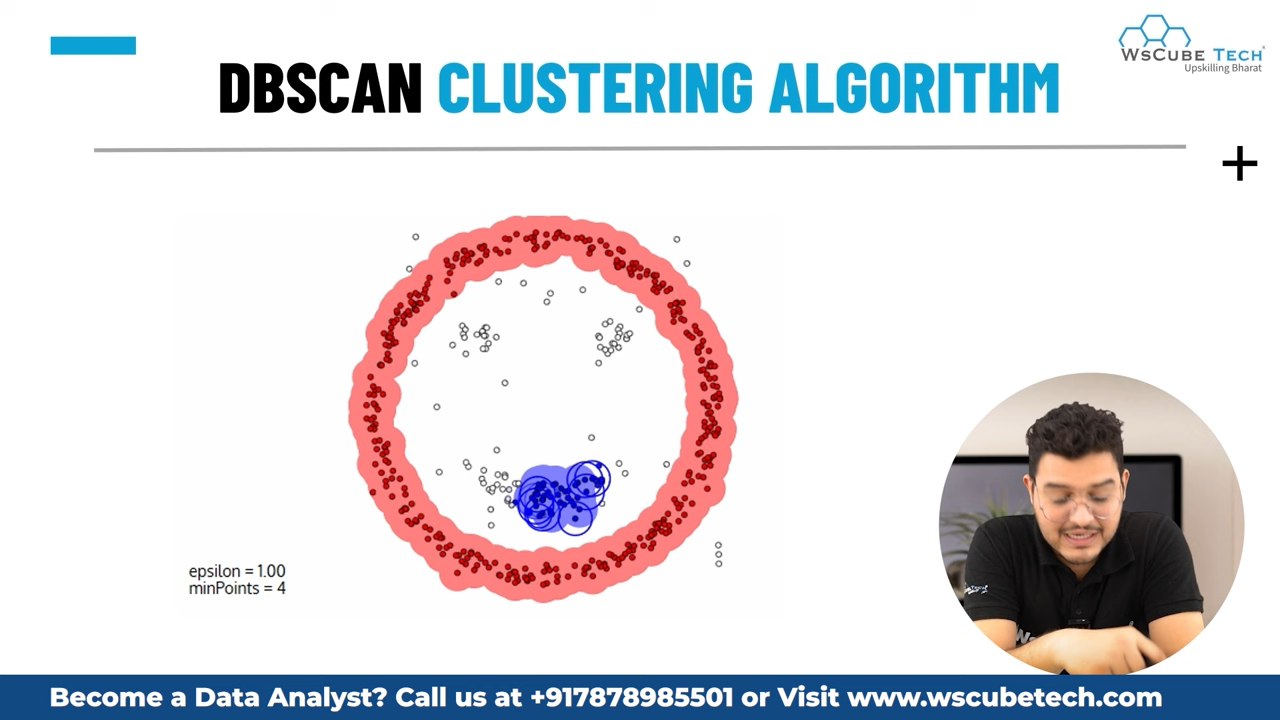 WsCube Tech
Upskilling Bharat
DBSCAN CLUSTERING ALGORITHM
+
epsilon = 1.00
minPoints = 4
Become a Data Analyst? Call us at +917878985501 or Visit www.wscubetech.com